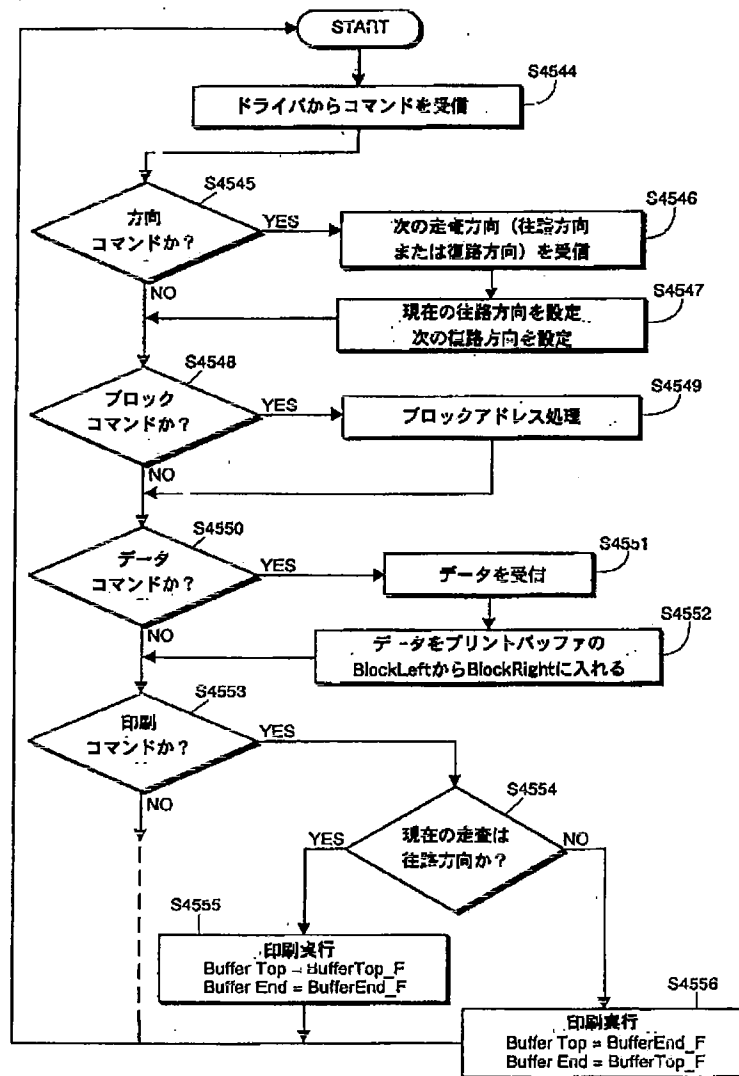 START
S4544
ドライバからコマンドを受信
S4545
方向
コマンドか？
YES
NO
S4546
次の走査方向（往路方向
または復路方向）を受信
S4547
現在の往路方向を設定
次の復路方向を設定
S4548
ブロック
コマンドか？
YES
NO
S4549
ブロックアドレス処理
S4550
データ
コマンドか？
YES
NO
S4551
データを受付
S4552
データをプリントバッファの
BlockLeftからBlockRightに入れる
S4553
印刷
コマンドか？
YES
NO
S4554
現在の走査は
往路方向か？
YES
NO
S4555
印刷実行
Buffer Top = BufferTop_F
Buffer End = BufferEnd_F
S4556
印刷実行
Buffer Top = BufferEnd_F
Buffer End = BufferTop_F